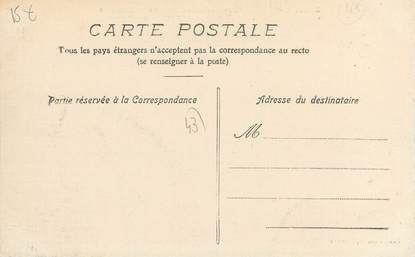 15 €
CARTE POSTALE
Tous les pays étrangers n'acceptent pas la correspondance au recto
(se renseigner à la poste)
Partie réservée à la Correspondance
Adresse du destinataire
43
M